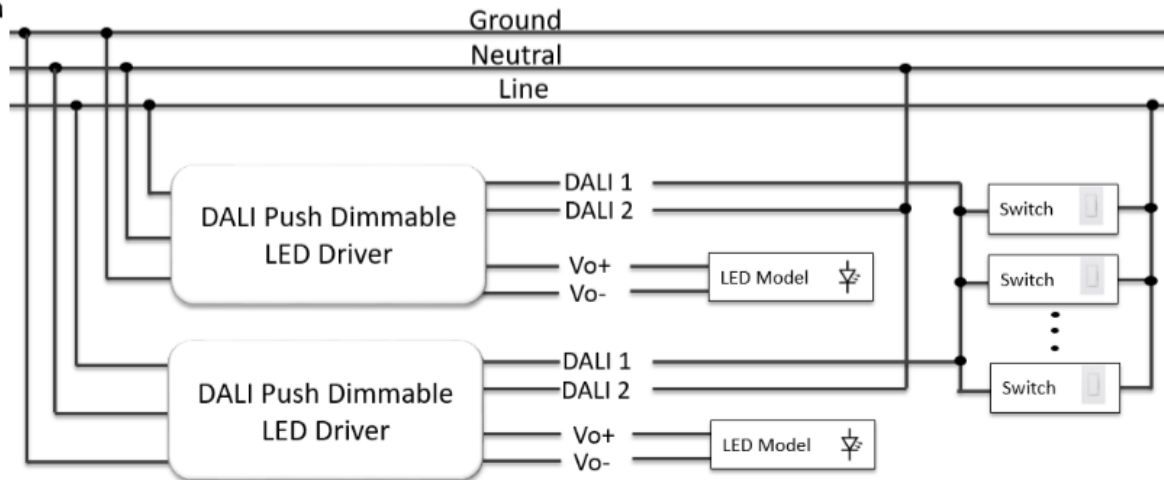 Ground
Neutral
Line
DALI Push Dimmable
LED Driver
DALI 1
DALI 2
Vo+
Vo-
LED Model
Switch
Switch
Switch
DALI Push Dimmable
LED Driver
DALI 1
DALI 2
Vo+
Vo-
LED Model